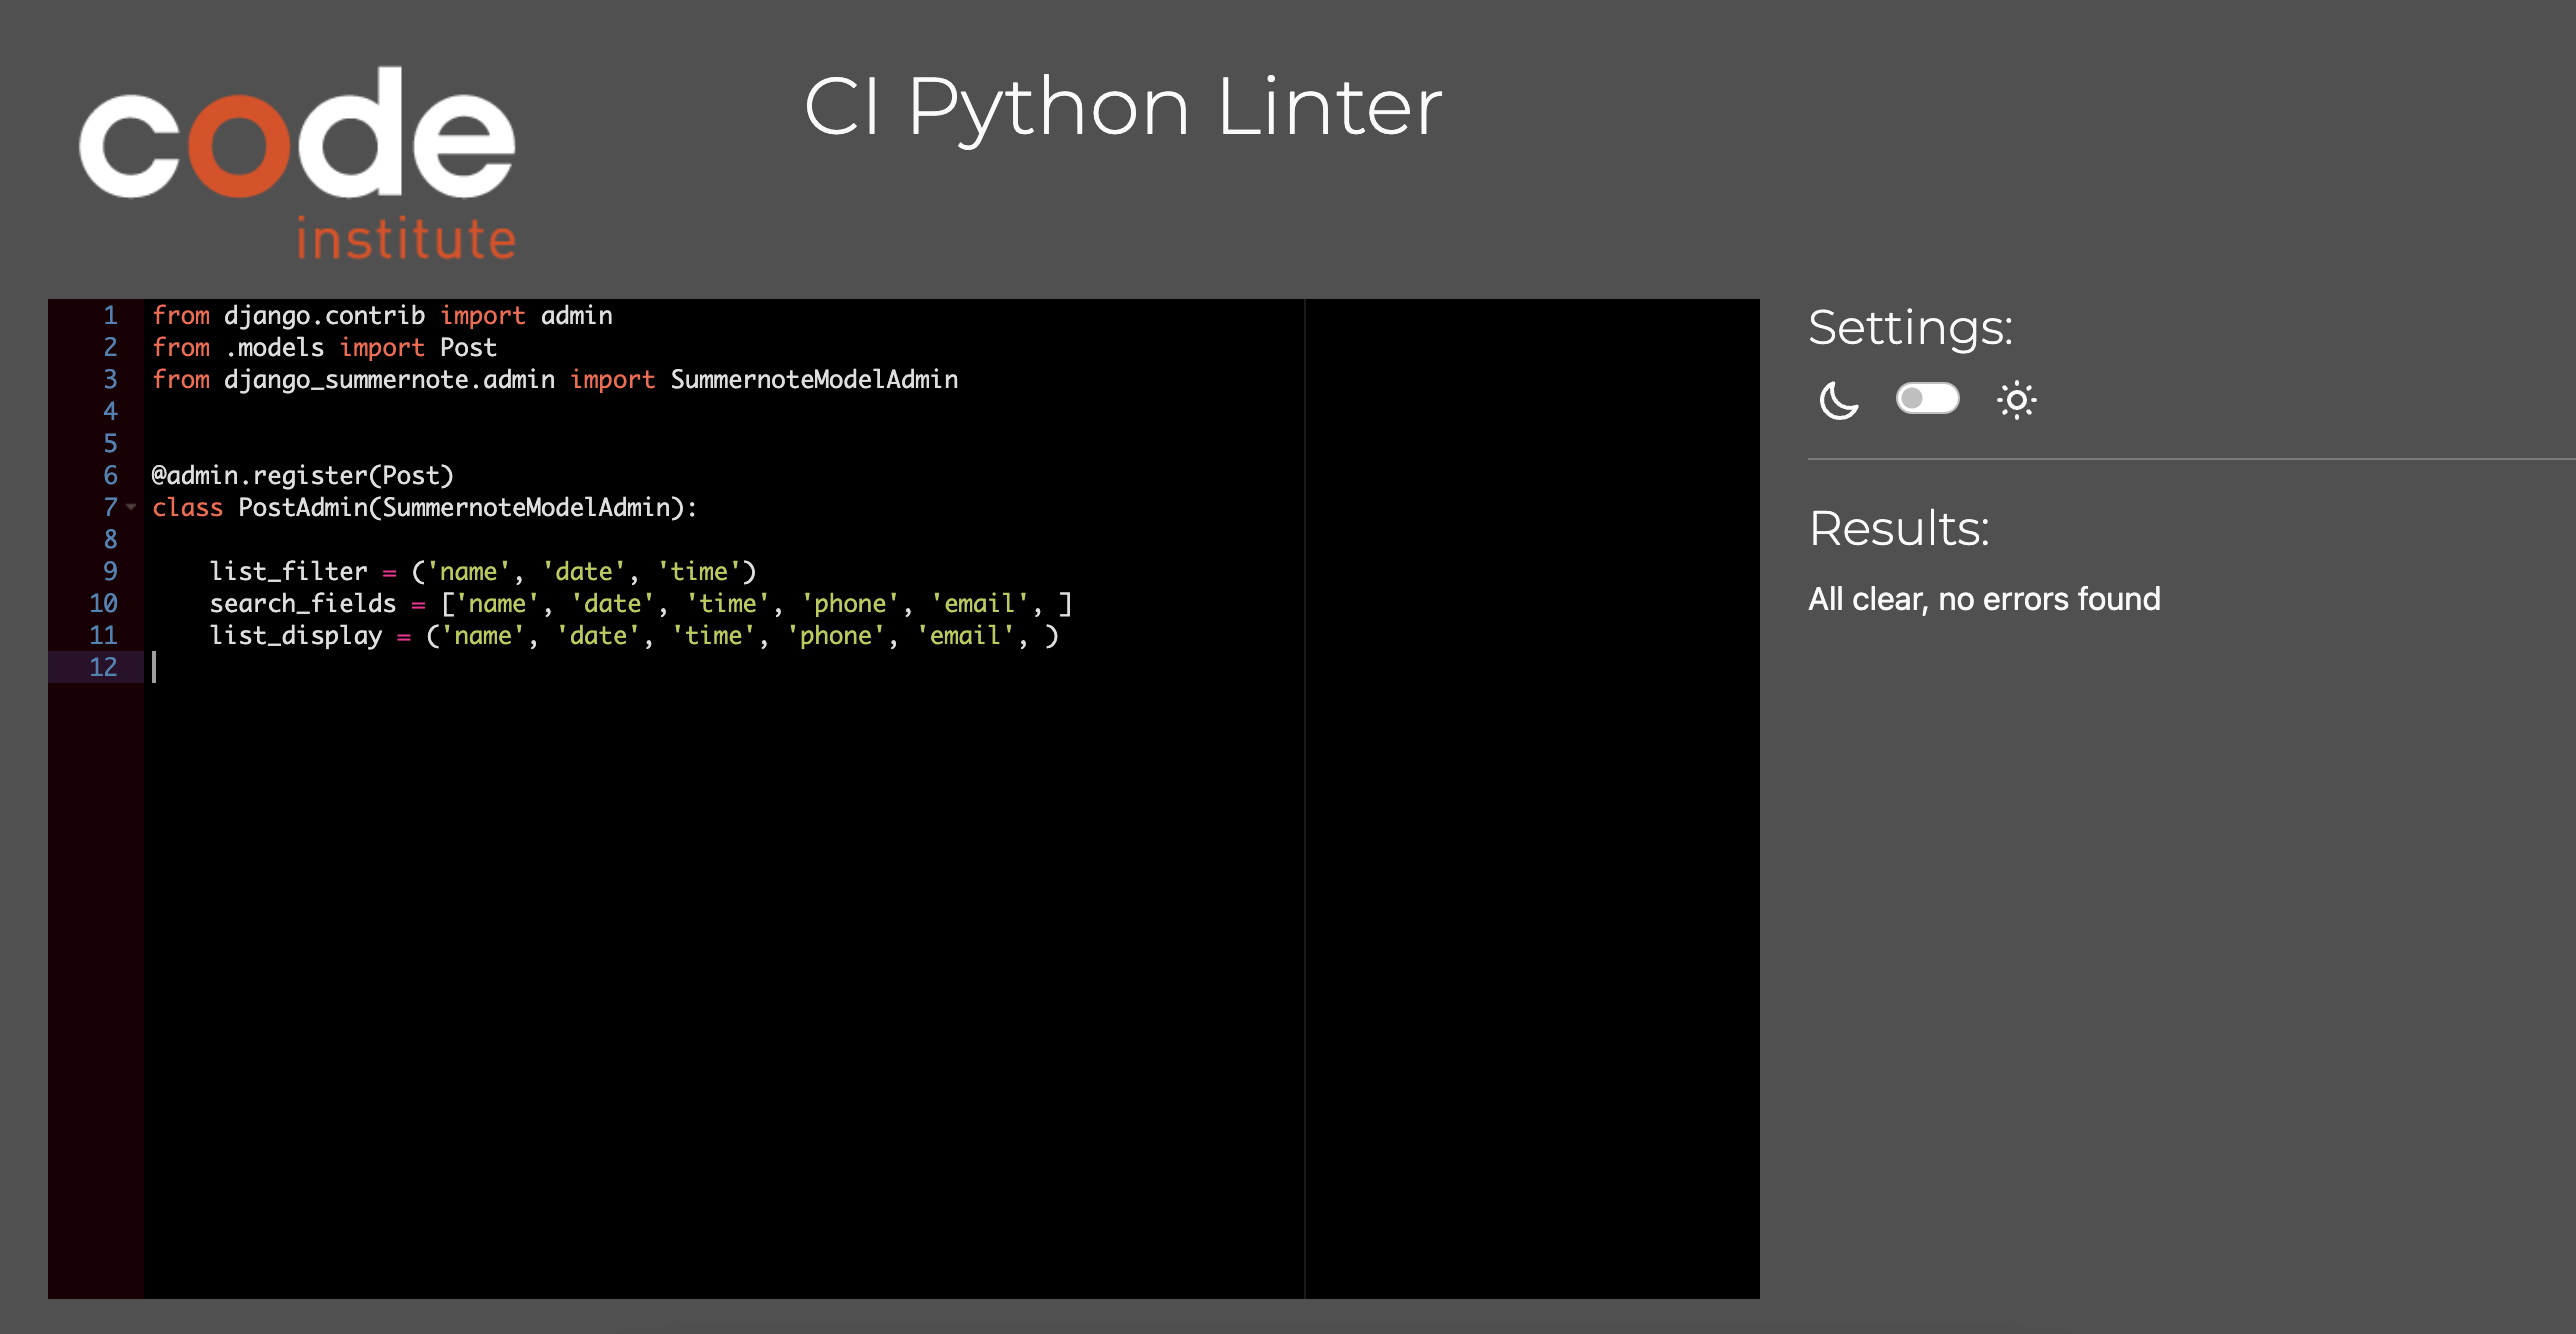 code
institute
CI Python Linter
1 from django.contrib import admin
2 from .models import Post
3 from django_summernote.admin import SummernoteModelAdmin
4
5
6 @admin.register(Post)
7 class PostAdmin(SummernoteModelAdmin):
8
9     list_filter = ('name', 'date', 'time')
10     search_fields = ['name', 'date', 'time', 'phone', 'email', ]
11     list_display = ('name', 'date', 'time', 'phone', 'email', )
12
Settings:
Results:
All clear, no errors found